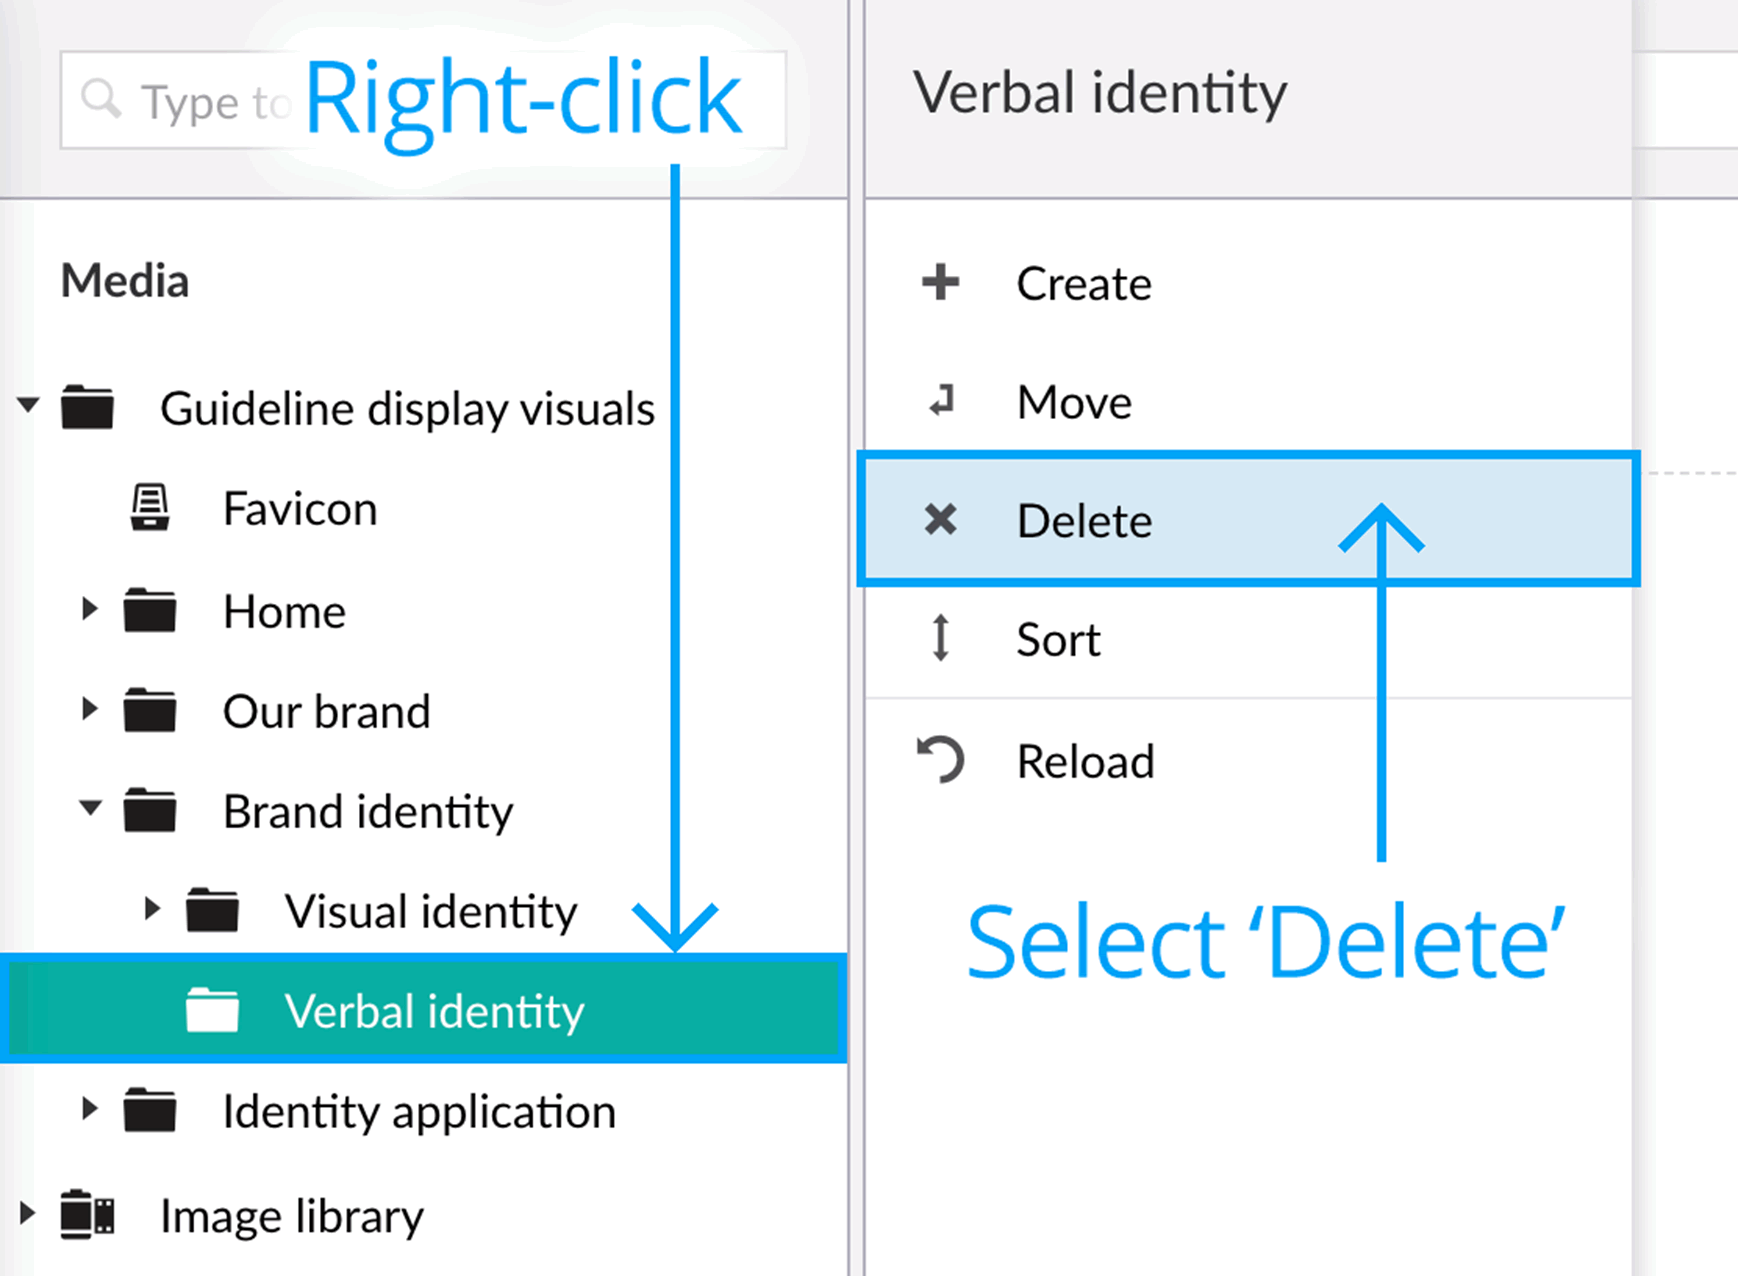 Type to
Right-click
Media
Guideline display visuals
Favicon
Home
Our brand
Brand identity
Visual identity
Verbal identity
Identity application
Image library
Verbal identity
Create
Move
Delete
Sort
Reload
Select ‘Delete’